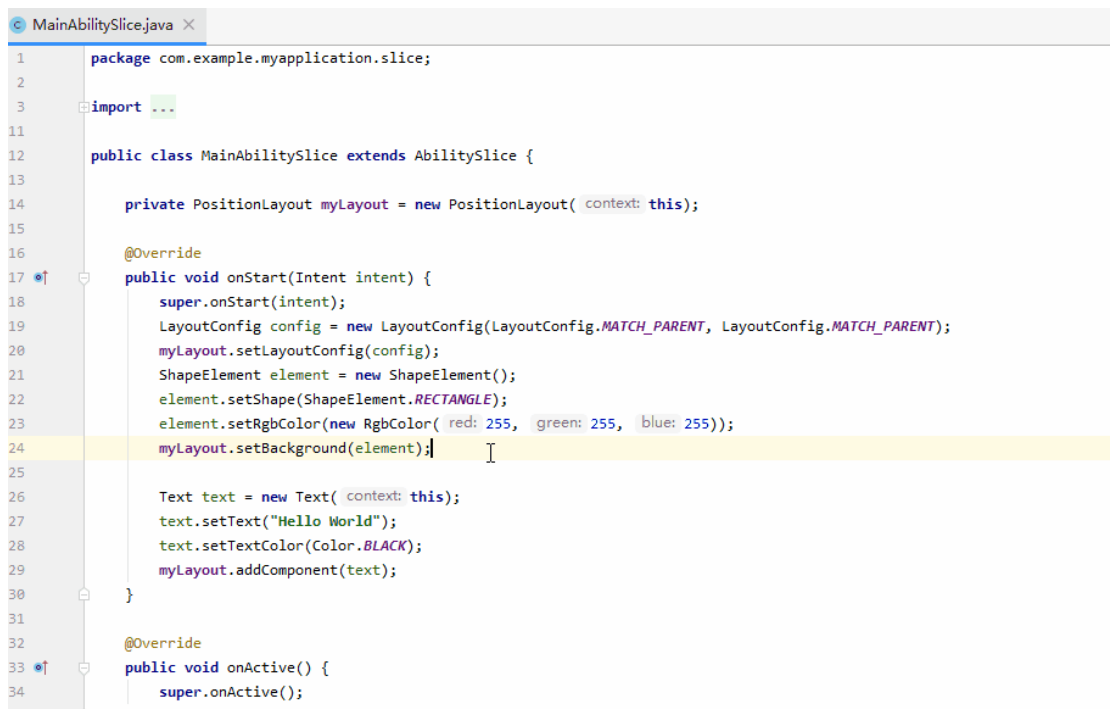 MainAbilitySlice.java
1 package com.example.myapplication.slice;
2
3 import ...
11
12 public class MainAbilitySlice extends AbilitySlice {
13
14 private PositionLayout myLayout = new PositionLayout( context: this);
15
16 @Override
17 public void onStart(Intent intent) {
18 super.onStart(intent);
19 LayoutConfig config = new LayoutConfig(LayoutConfig.MATCH_PARENT, LayoutConfig.MATCH_PARENT);
20 myLayout.setLayoutConfig(config);
21 ShapeElement element = new ShapeElement();
22 element.setShape(ShapeElement.RECTANGLE);
23 element.setRgbColor(new RgbColor( red: 255, green: 255, blue: 255));
24 myLayout.setBackground(element);
25
26 Text text = new Text( context: this);
27 text.setText("Hello World");
28 text.setTextColor(Color.BLACK);
29 myLayout.addComponent(text);
30 }
31
32 @Override
33 public void onActive() {
34 super.onActive();